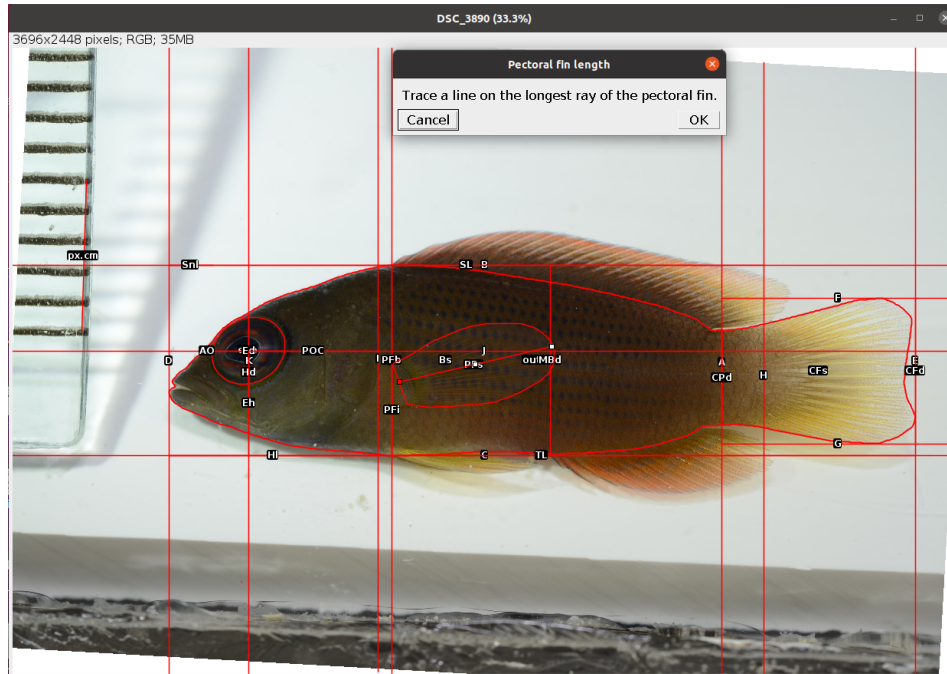 DSC_3890 (33.3%)
3696x2448 pixels; RGB; 35MB
Pectoral fin length
Trace a line on the longest ray of the pectoral fin.
Cancel
OK
px.cm
Snl
SL
B
F
AO
Ed
POC
K
Hd
D
PFb
Bs
J
MBd
A
CPd
H
CFs
E
CFd
Eh
PFi
G
Hl
C
TL